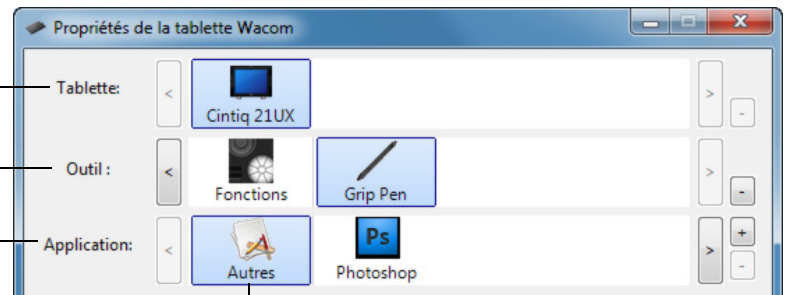 Propriétés de la tablette Wacom
Tablette:
<
Cintiq 21UX
>
-
Outil :
<
Fonctions
Grip Pen
>
-
Application:
<
Autres
Ps
Photoshop
>
+
-